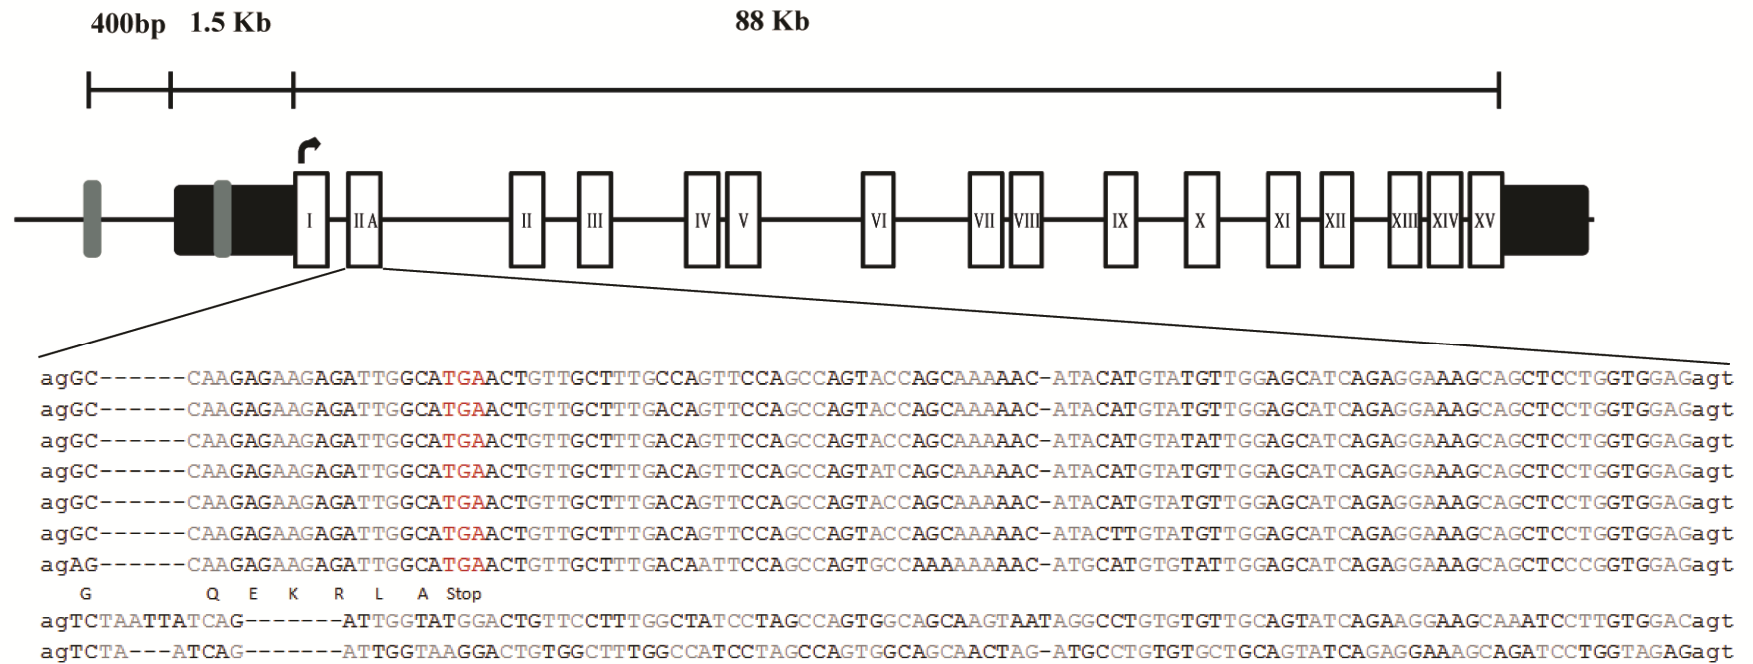 400bp 1.5 Kb 88 Kb
I II A II III IV V VI VII VIII IX X XI XII XIII XIV XV
agGC------CAAGAGAAGAGATTGGCATGAACTGTTGCTTTGCCAGTTCCAGCCAGTACCAGCAAAAAC-ATACATGTATGTTGGAGCATCAGAGGAAAGCAGCTCCTGGTGGAGagt
agGC------CAAGAGAAGAGATTGGCATGAACTGTTGCTTTGACAGTTCCAGCCAGTACCAGCAAAAAC-ATACATGTATGTTGGAGCATCAGAGGAAAGCAGCTCCTGGTGGAGagt
agGC------CAAGAGAAGAGATTGGCATGAACTGTTGCTTTGACAGTTCCAGCCAGTACCAGCAAAAAC-ATACATGTATATTGGAGCATCAGAGGAAAGCAGCTCCTGGTGGAGagt
agGC------CAAGAGAAGAGATTGGCATGAACTGTTGCTTTGACAGTTCCAGCCAGTATCAGCAAAAAC-ATACATGTATGTTGGAGCATCAGAGGAAAGCAGCTCCTGGTGGAGagt
agGC------CAAGAGAAGAGATTGGCATGAACTGTTGCTTTGACAGTTCCAGCCAGTACCAGCAAAAAC-ATACATGTATGTTGGAGCATCAGAGGAAAGCAGCTCCTGGTGGAGagt
agGC------CAAGAGAAGAGATTGGCATGAACTGTTGCTTTGACAGTTCCAGCCAGTACCAGCAAAAAC-ATACTTGTATGTTGGAGCATCAGAGGAAAGCAGCTCCTGGTGGAGagt
agAG------CAAGAGAAGAGATTGGCATGAACTGTTGCTTTGACAATTCCAGCCAGTGCCAAAAAAAAC-ATGCATGTGTATTGGAGCATCAGAGGAAAGCAGCTCCCGGTGGAGagt
G Q E K R L A Stop
agTCTAATTATCAG-------ATTGGTATGGACTGTTCCTTTGGCTATCCTAGCCAGTGGCAGCAAGTAATAGGCCTGTGTGTTGCAGTATCAGAAGGAAGCAAATCCTTGTGGACagt
agTCTA---ATCAG-------ATTGGTAAGGACTGTGGCTTTGGCCATCCTAGCCAGTGGCAGCAACTAG-ATGCCTGTGTGCTGCAGTATCAGAGGAAAGCAGATCCTGGTAGAGagt